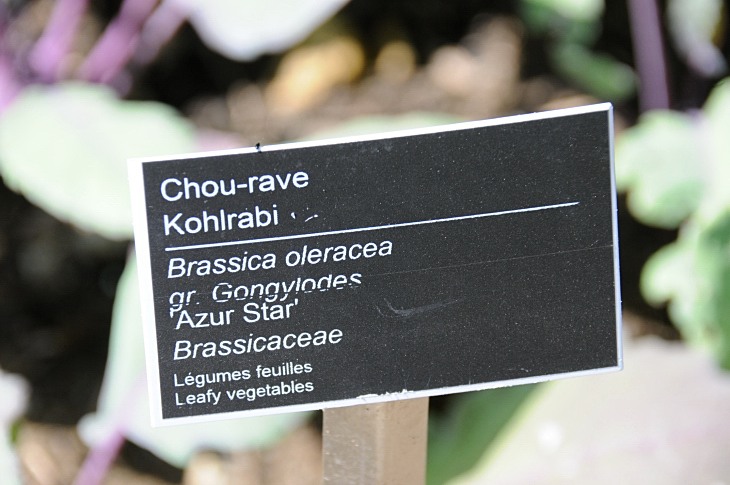 Chou-rave
Kohlrabi
Brassica oleracea
gr. Gongylodes
'Azur Star'
Brassicaceae
Légumes feuilles
Leafy vegetables